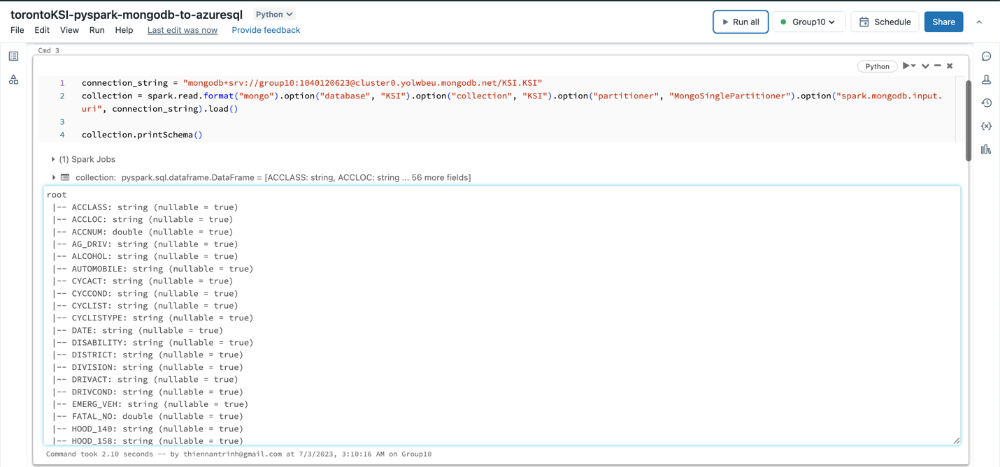 torontoKSI-pyspark-mongodb-to-azuresql Python
File Edit View Run Help Last edit was now Provide feedback
Run all Group10 Schedule Share
Cmd 3
Python
1 connection_string = "mongodb+srv://group10:1040120623@cluster0.yolwbeu.mongodb.net/KSI.KSI"
2 collection = spark.read.format("mongo").option("database", "KSI").option("collection", "KSI").option("partitioner", "MongoSinglePartitioner").option("spark.mongodb.input.
uri", connection_string).load()
3
4 collection.printSchema()
(1) Spark Jobs
collection: pyspark.sql.dataframe.DataFrame = [ACCLASS: string, ACCLOC: string ... 56 more fields]
root
|-- ACCLASS: string (nullable = true)
|-- ACCLOC: string (nullable = true)
|-- ACCNUM: double (nullable = true)
|-- AG_DRIV: string (nullable = true)
|-- ALCOHOL: string (nullable = true)
|-- AUTOMOBILE: string (nullable = true)
|-- CYCACT: string (nullable = true)
|-- CYCCOND: string (nullable = true)
|-- CYCLIST: string (nullable = true)
|-- CYCLISTYPE: string (nullable = true)
|-- DATE: string (nullable = true)
|-- DISABILITY: string (nullable = true)
|-- DISTRICT: string (nullable = true)
|-- DIVISION: string (nullable = true)
|-- DRIVACT: string (nullable = true)
|-- DRIVCOND: string (nullable = true)
|-- EMERG_VEH: string (nullable = true)
|-- FATAL_NO: double (nullable = true)
|-- HOOD_140: string (nullable = true)
|-- HOOD_158: string (nullable = true)
Command took 2.10 seconds -- by thiennantrinh@gmail.com at 7/3/2023, 3:10:16 AM on Group10